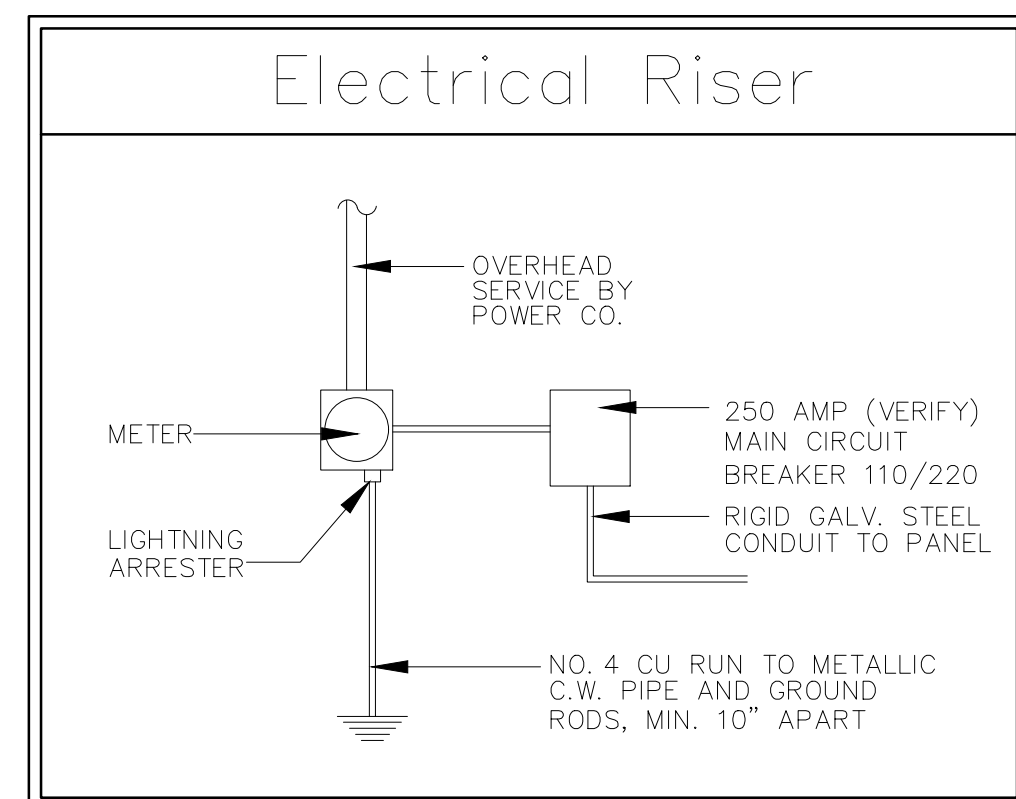 Electrical Riser
OVERHEAD
SERVICE BY
POWER CO.
METER
250 AMP (VERIFY)
MAIN CIRCUIT
BREAKER 110/220
RIGID GALV. STEEL
CONDUIT TO PANEL
LIGHTNING
ARRESTER
NO. 4 CU RUN TO METALLIC
C.W. PIPE AND GROUND
RODS, MIN. 10” APART